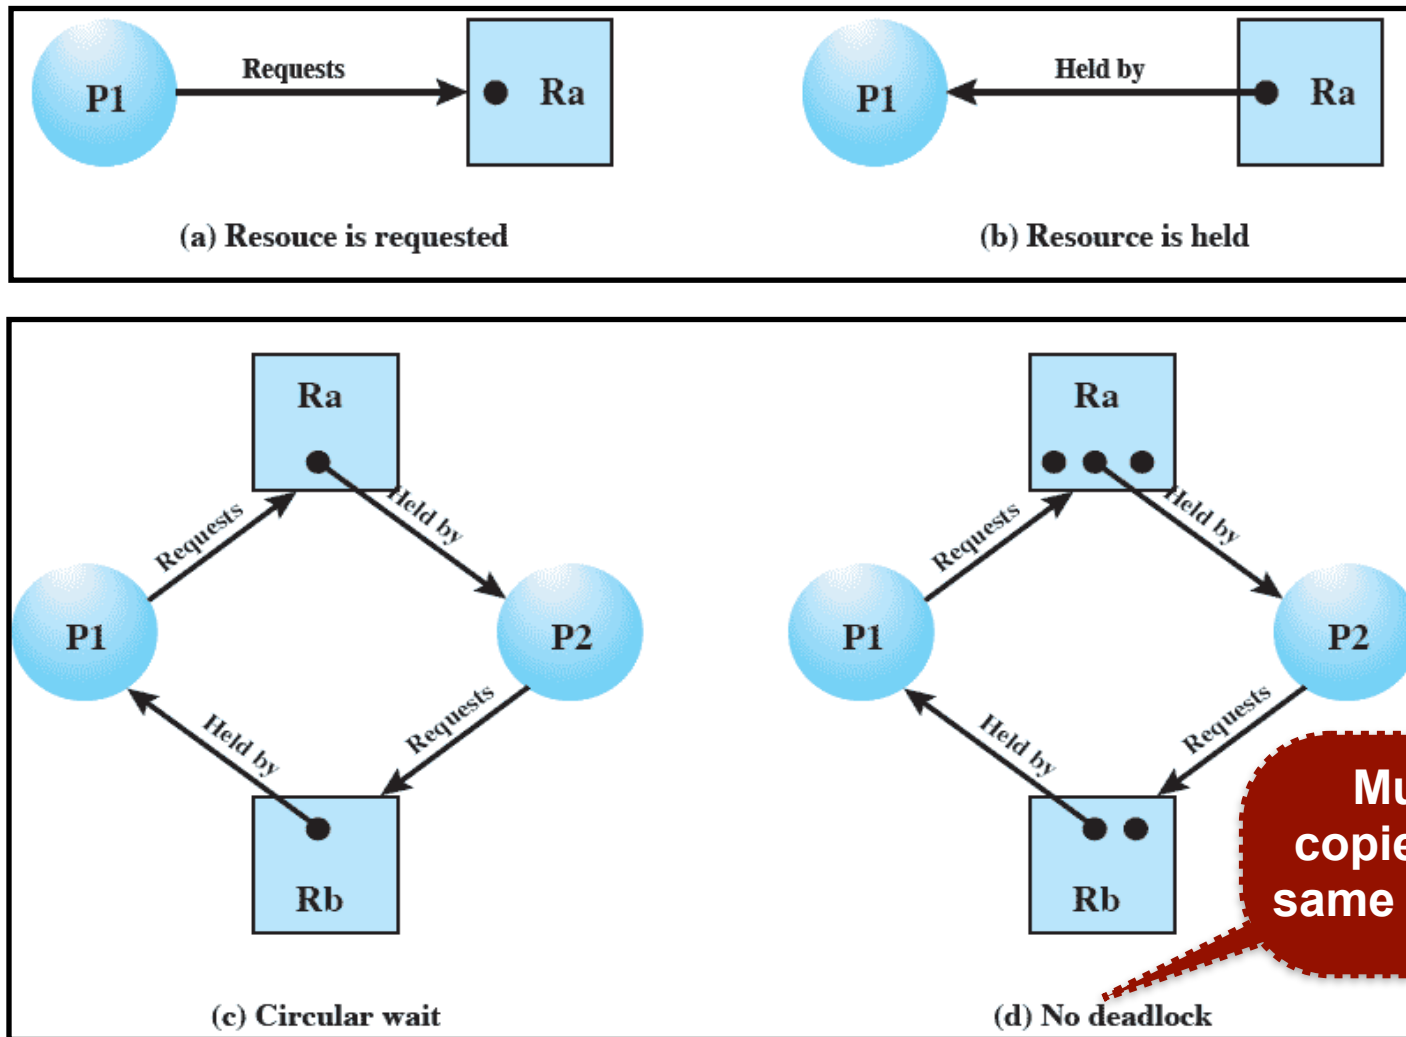 Requests
P1
Ra
(a) Resouce is requested
Held by
P1
Ra
(b) Resource is held
Ra
Requests
Held by
P1
P2
Held by
Requests
Rb
(c) Circular wait
Ra
Requests
Held by
P1
P2
Held by
Requests
Rb
same
(d) No deadlock